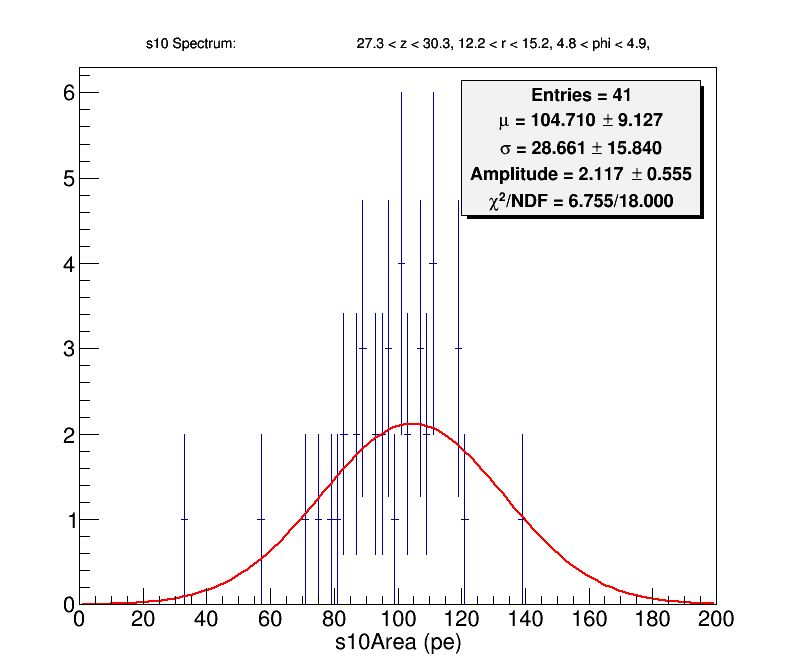 s10 Spectrum: 27.3 < z < 30.3, 12.2 < r < 15.2, 4.8 < phi < 4.9,
Entries = 41
μ = 104.710 ± 9.127
σ = 28.661 ± 15.840
Amplitude = 2.117 ± 0.555
χ²/NDF = 6.755/18.000
6
5
4
3
2
1
0
0 20 40 60 80 100 120 140 160 180 200
s10Area (pe)